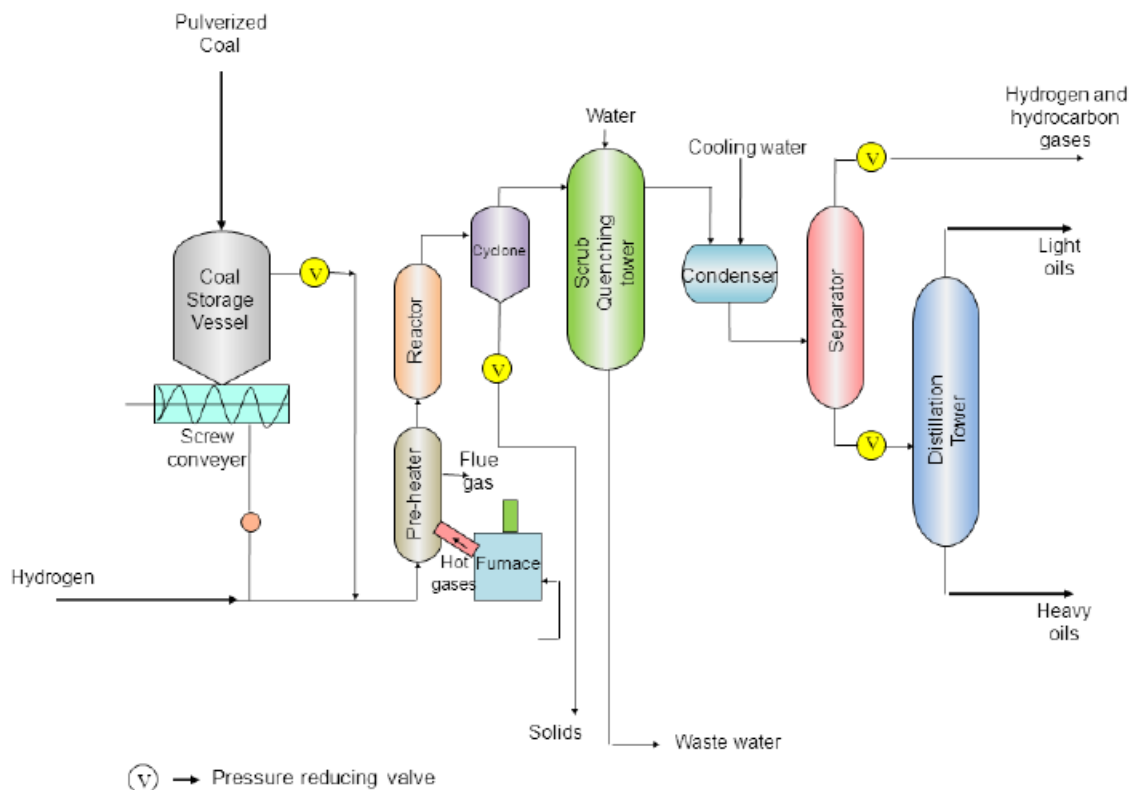 Pulverized
Coal
Water
Hydrogen and
hydrocarbon
gases
Cooling water
V
Cyclone
Scrub
Quenching
tower
Coal
Storage
Vessel
V
Condenser
Light
oils
Reactor
Separator
V
Distillation
Tower
V
Screw
conveyer
Pre-heater
Flue
gas
Hot
gases
Furnace
Hydrogen
Heavy
oils
Solids
Waste water
V Pressure reducing valve